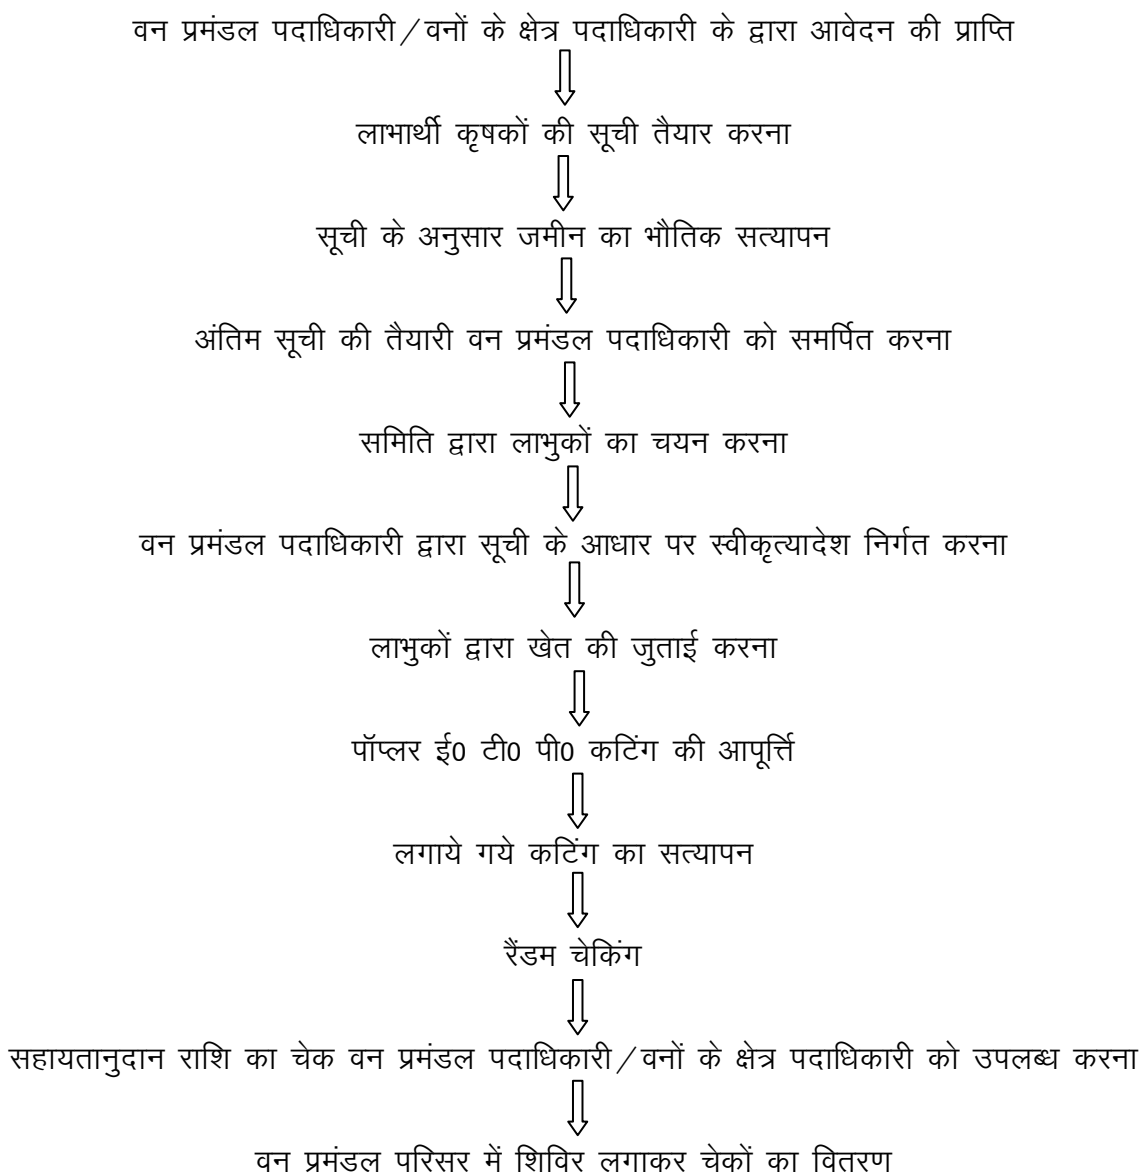 वन प्रमंडल पदाधिकारी/वनों के क्षेत्र पदाधिकारी के द्वारा आवेदन की प्राप्ति
लाभार्थी कृषकों की सूची तैयार करना
सूची के अनुसार जमीन का भौतिक सत्यापन
अंतिम सूची की तैयारी वन प्रमंडल पदाधिकारी को समर्पित करना
समिति द्वारा लाभुकों का चयन करना
वन प्रमंडल पदाधिकारी द्वारा सूची के आधार पर स्वीकृत्यादेश निर्गत करना
लाभुकों द्वारा खेत की जुताई करना
पॉप्लर ई0 टी0 पी0 कटिंग की आपूर्त्ति
लगाये गये कटिंग का सत्यापन
रैंडम चेकिंग
सहायतानुदान राशि का चेक वन प्रमंडल पदाधिकारी/वनों के क्षेत्र पदाधिकारी को उपलब्ध करना
वन प्रमंडल परिसर में शिविर लगाकर चेकों का वितरण